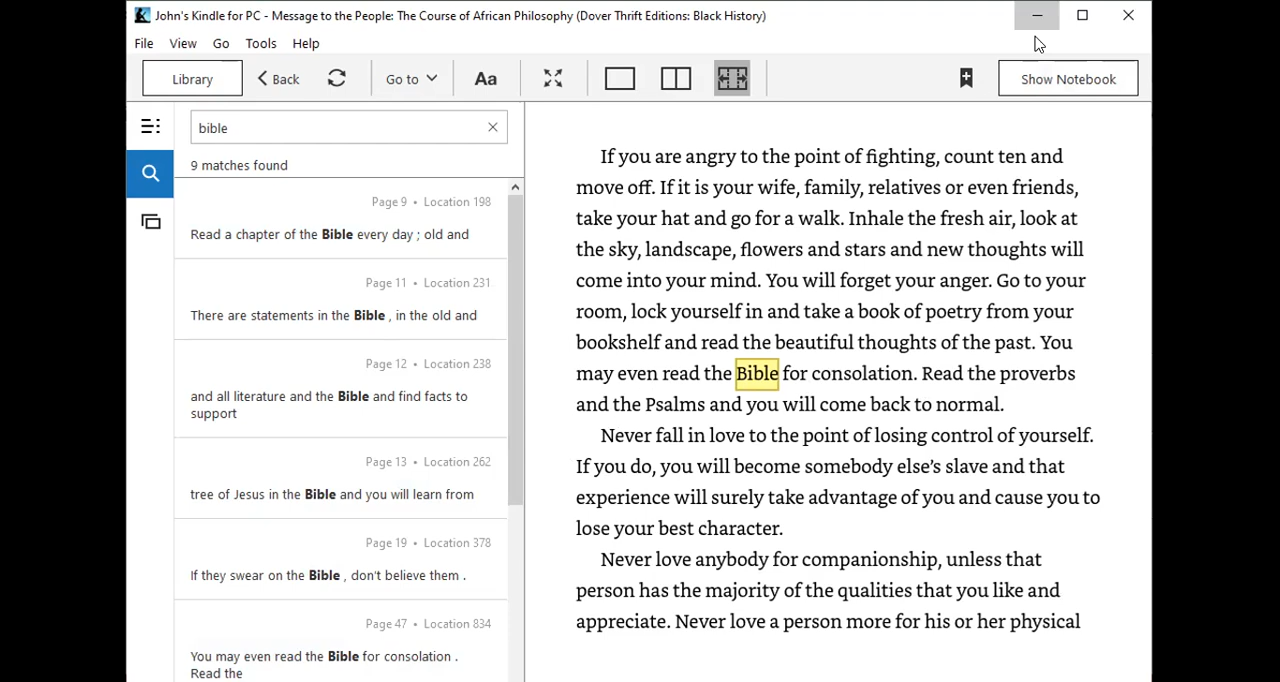 John's Kindle for PC - Message to the People: The Course of African Philosophy (Dover Thrift Editions: Black History)
File View Go Tools Help
Library Back Go to Aa Show Notebook
bible
9 matches found
Page 9 • Location 198
Read a chapter of the Bible every day ; old and
Page 11 • Location 231
There are statements in the Bible , in the old and
Page 12 • Location 238
and all literature and the Bible and find facts to
support
Page 13 • Location 262
tree of Jesus in the Bible and you will learn from
Page 19 • Location 378
If they swear on the Bible , don't believe them .
Page 47 • Location 834
You may even read the Bible for consolation .
Read the
If you are angry to the point of fighting, count ten and
move off. If it is your wife, family, relatives or even friends,
take your hat and go for a walk. Inhale the fresh air, look at
the sky, landscape, flowers and stars and new thoughts will
come into your mind. You will forget your anger. Go to your
room, lock yourself in and take a book of poetry from your
bookshelf and read the beautiful thoughts of the past. You
may even read the Bible for consolation. Read the proverbs
and the Psalms and you will come back to normal.
Never fall in love to the point of losing control of yourself.
If you do, you will become somebody else’s slave and that
experience will surely take advantage of you and cause you to
lose your best character.
Never love anybody for companionship, unless that
person has the majority of the qualities that you like and
appreciate. Never love a person more for his or her physical